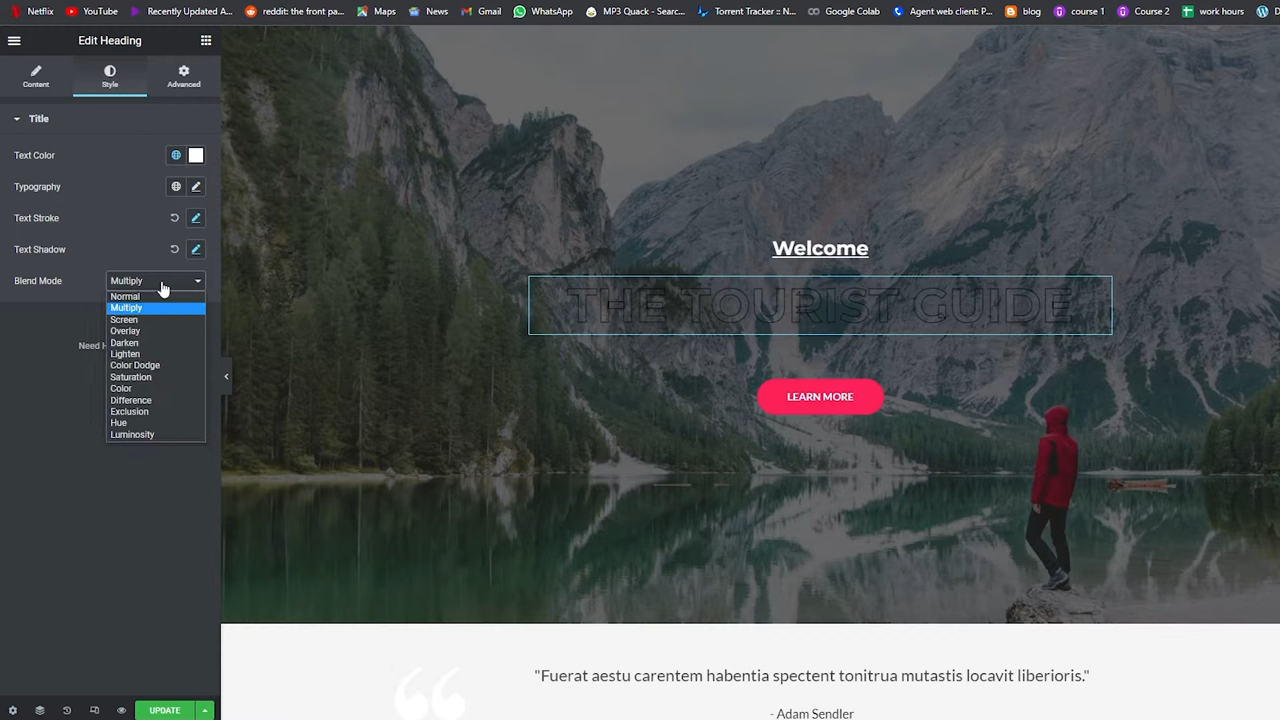 Netflix
YouTube
Recently Updated A...
reddit: the front pa...
Maps
News
Gmail
WhatsApp
MP3 Quack - Searc...
Torrent Tracker :: N...
Google Colab
Agent web client: P...
blog
course 1
Course 2
work hours
Edit Heading
Content
Style
Advanced
Title
Text Color
Typography
Text Stroke
Text Shadow
Blend Mode
Multiply
Normal
Multiply
Screen
Overlay
Darken
Lighten
Color Dodge
Saturation
Color
Difference
Exclusion
Hue
Luminosity
Need
UPDATE
Welcome
THE TOURIST GUIDE
LEARN MORE
"Fuerat aestu carentem habentia spectent tonitrua mutastis locavit liberioris."
- Adam Sendler